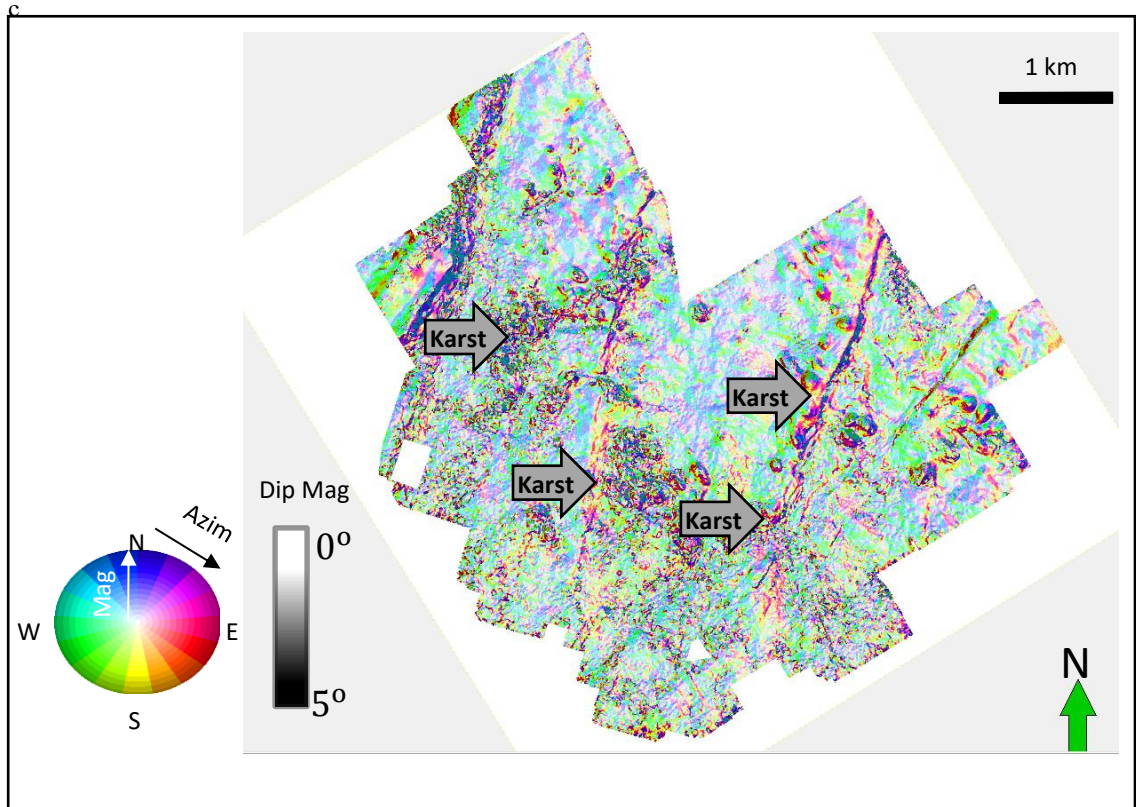 c
1 km
Karst
Karst
Karst
Karst
Dip Mag
0º
5º
Azim
N
Mag
W
E
S
N